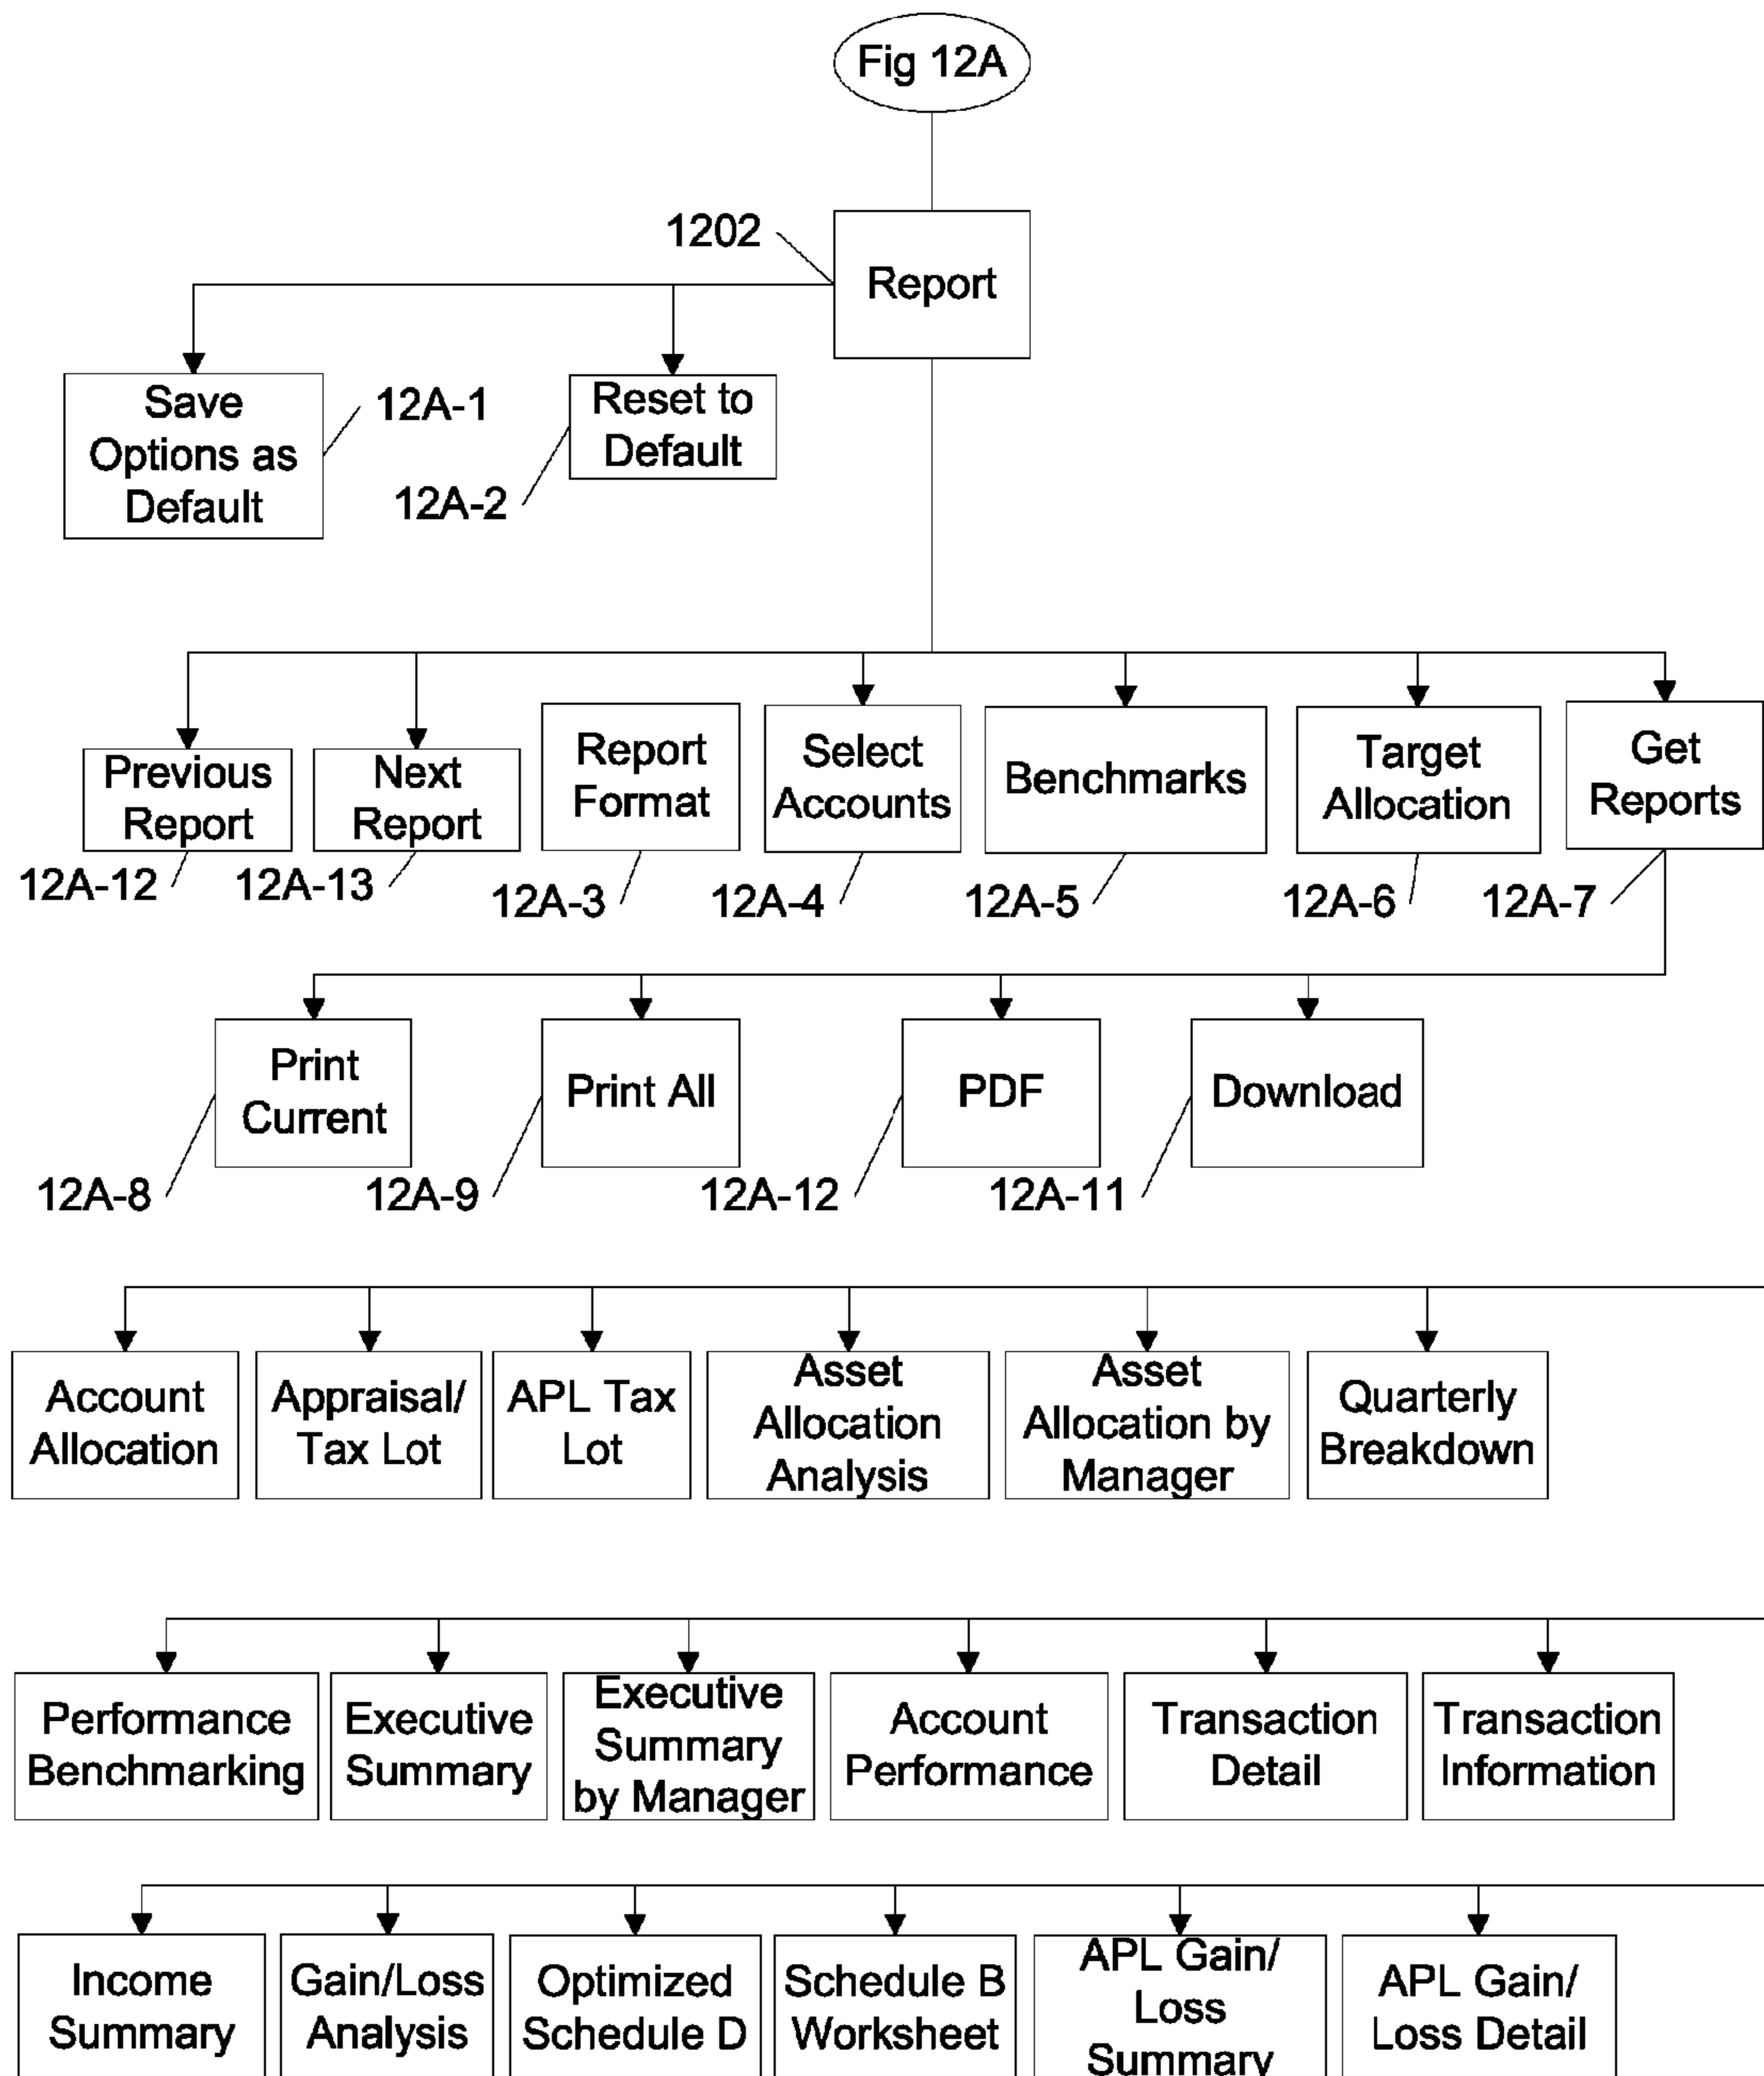 Fig 12A
1202
Report
Save
Options as
Default
12A-1
Reset to
Default
12A-2
Previous
Report
Next
Report
Report
Format
Select
Accounts
Benchmarks
Target
Allocation
Get
Reports
12A-12
12A-13
12A-3
12A-4
12A-5
12A-6
12A-7
Print
Current
Print All
PDF
Download
12A-8
12A-9
12A-12
12A-11
Account
Allocation
Appraisal/
Tax Lot
APL Tax
Lot
Asset
Allocation
Analysis
Asset
Allocation by
Manager
Quarterly
Breakdown
Performance
Benchmarking
Executive
Summary
Executive
Summary
by Manager
Account
Performance
Transaction
Detail
Transaction
Information
Income
Summary
Gain/Loss
Analysis
Optimized
Schedule D
Schedule B
Worksheet
APL Gain/
Loss
Summary
APL Gain/
Loss Detail